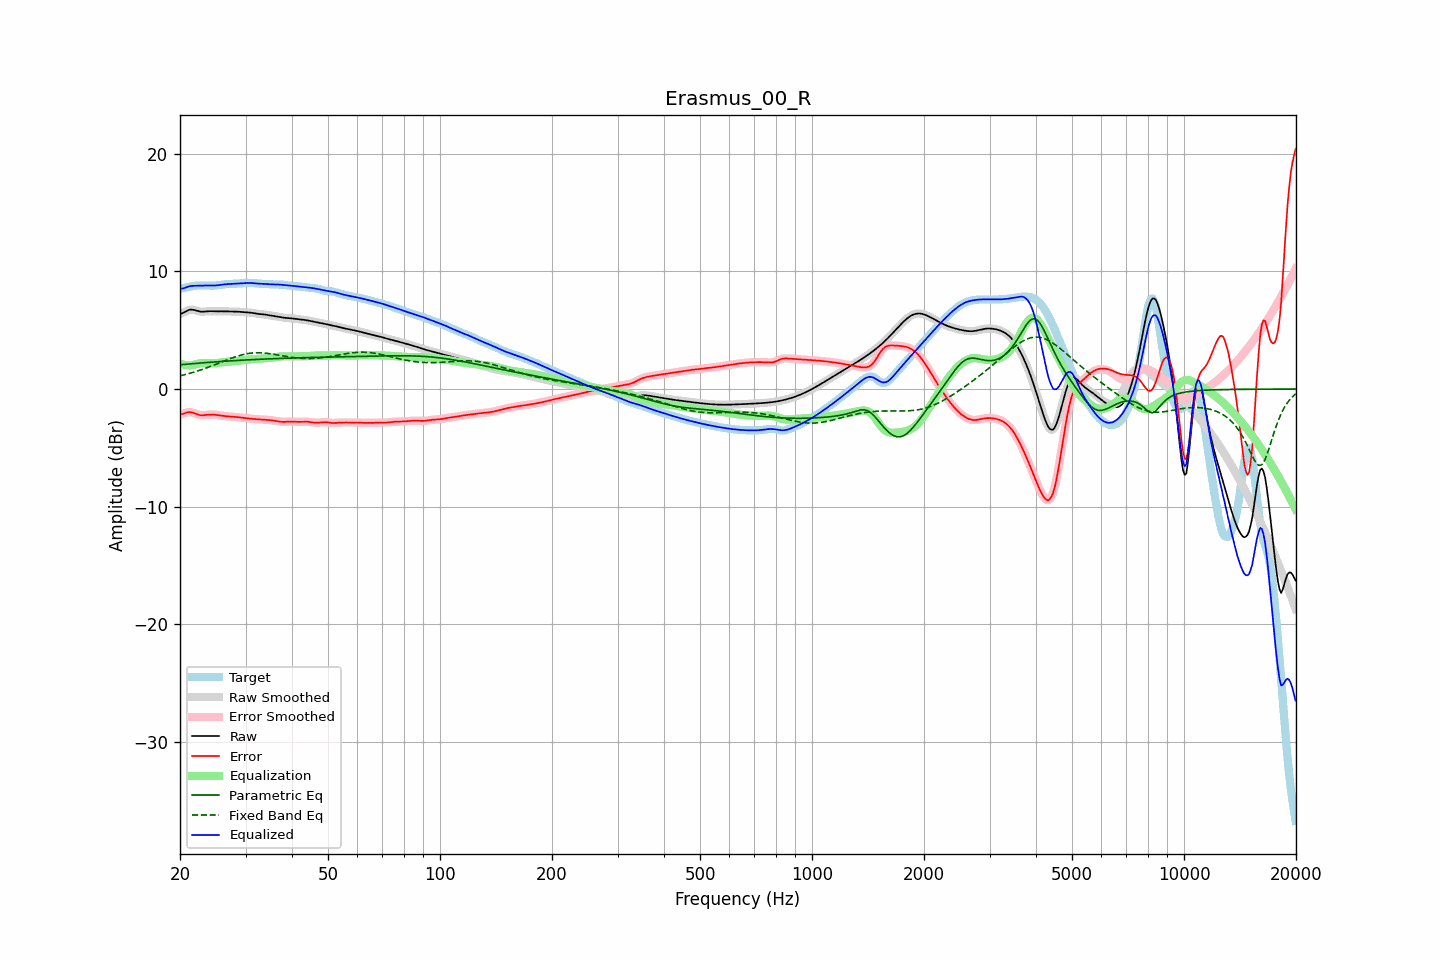 Erasmus_00_R
Amplitude (dBr)
20
10
0
−10
−20
−30
Target
Raw Smoothed
Error Smoothed
Raw
Error
Equalization
Parametric Eq
Fixed Band Eq
Equalized
20 50 100 200 500 1000 2000 5000 10000 20000
Frequency (Hz)